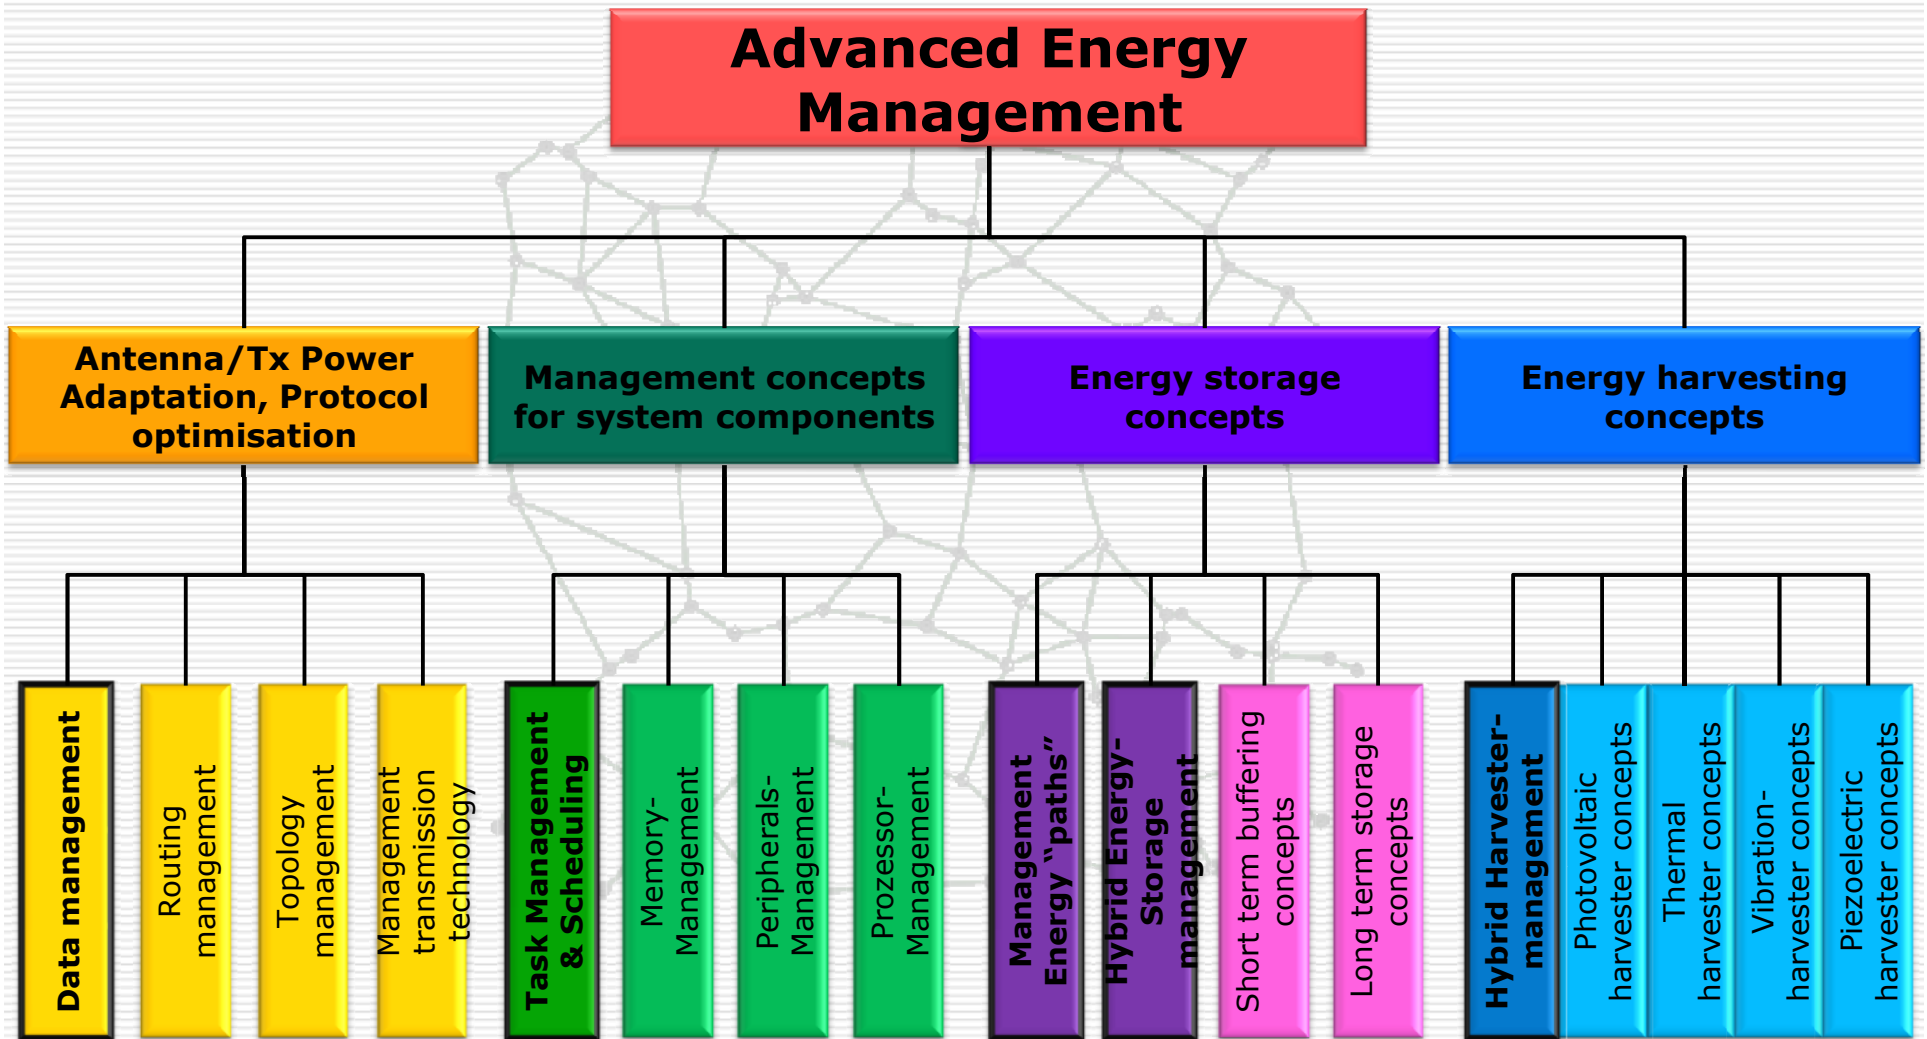 Advanced Energy
Management
Antenna/Tx Power
Adaptation, Protocol
optimisation
Management concepts
for system components
Energy storage
concepts
Energy harvesting
concepts
Data management
Routing
management
Topology
management
Management
transmission
technology
Task Management
& Scheduling
Memory-
Management
Peripherals-
Management
Prozessor-
Management
Management
Energy “paths”
Hybrid Energy-
Storage
management
Short term buffering
concepts
Long term storage
concepts
Hybrid Harvester-
management
Photovoltaic
harvester concepts
Thermal
harvester concepts
Vibration-
harvester concepts
Piezoelectric
harvester concepts